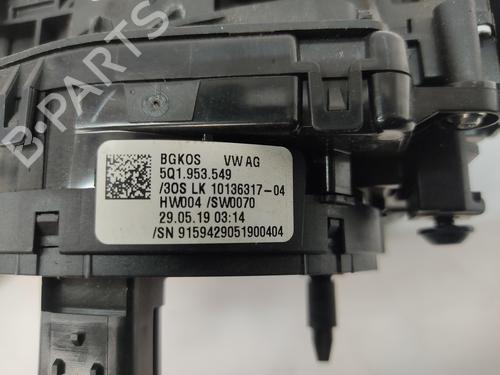 B-PARTS
BGKOS VW AG
5Q1.953.549
/3OS LK 10136317-04
HW004 /SW0070
29.05.19 03:14
/SN 9159429051900404